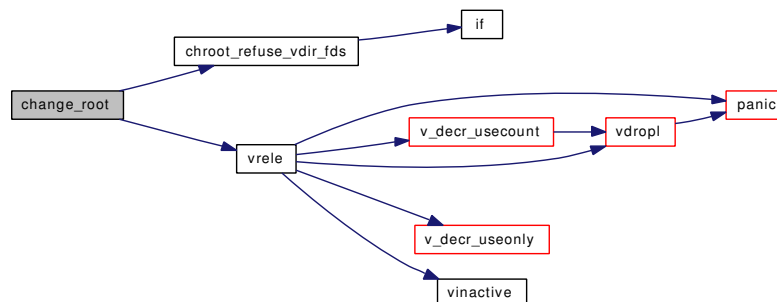 if
chroot_refuse_vdir_fds
change_root
panic
v_decr_usecount
vdropl
vrele
v_decr_useonly
vinactive